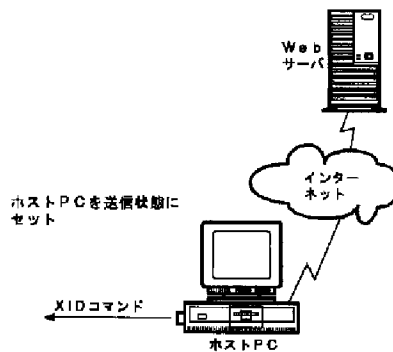 Ｗｅｂ
サーバ
インター
ネット
ホストＰＣを送信状態に
セット
ＸＩＤコマンド
ホストＰＣ